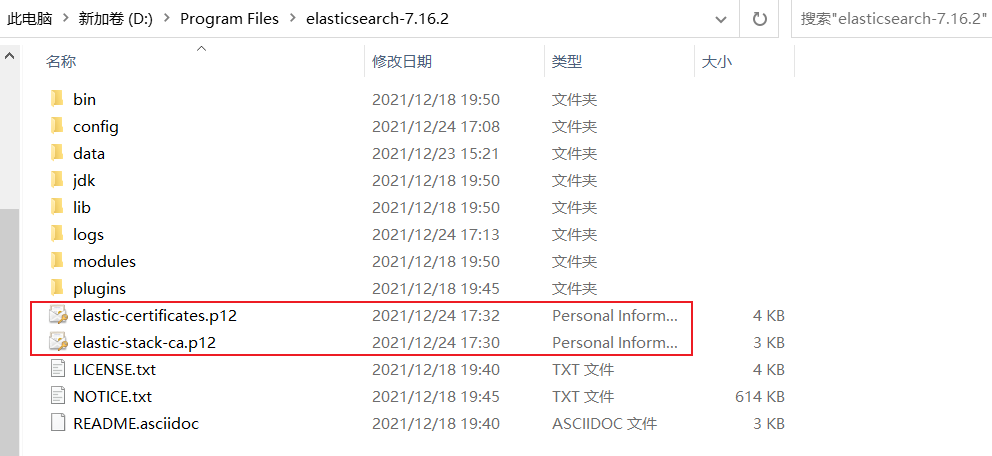 此电脑 > 新加卷 (D:) > Program Files > elasticsearch-7.16.2
搜索"elasticsearch-7.16.2"
名称 修改日期 类型 大小
bin 2021/12/18 19:50 文件夹
config 2021/12/24 17:08 文件夹
data 2021/12/23 15:21 文件夹
jdk 2021/12/18 19:50 文件夹
lib 2021/12/18 19:50 文件夹
logs 2021/12/24 17:13 文件夹
modules 2021/12/18 19:50 文件夹
plugins 2021/12/18 19:45 文件夹
elastic-certificates.p12 2021/12/24 17:32 Personal Inform... 4 KB
elastic-stack-ca.p12 2021/12/24 17:30 Personal Inform... 3 KB
LICENSE.txt 2021/12/18 19:40 TXT 文件 4 KB
NOTICE.txt 2021/12/18 19:45 TXT 文件 614 KB
README.asciidoc 2021/12/18 19:40 ASCIIDOC 文件 3 KB